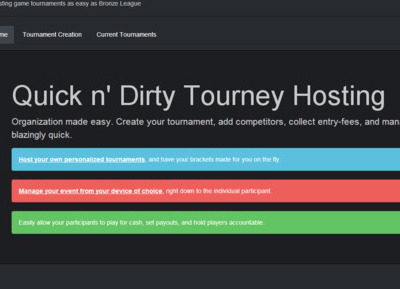 sting game tournaments as easy as Bronze League
me Tournament Creation Current Tournaments
Quick n' Dirty Tourney Hosting
Organization made easy. Create your tournament, add competitors, collect entry-fees, and man
blazingly quick.
Host your own personalized tournaments, and have your brackets made for you on the fly.
Manage your event from your device of choice, right down to the individual participant.
Easily allow your participants to play for cash, set payouts, and hold players accountable.